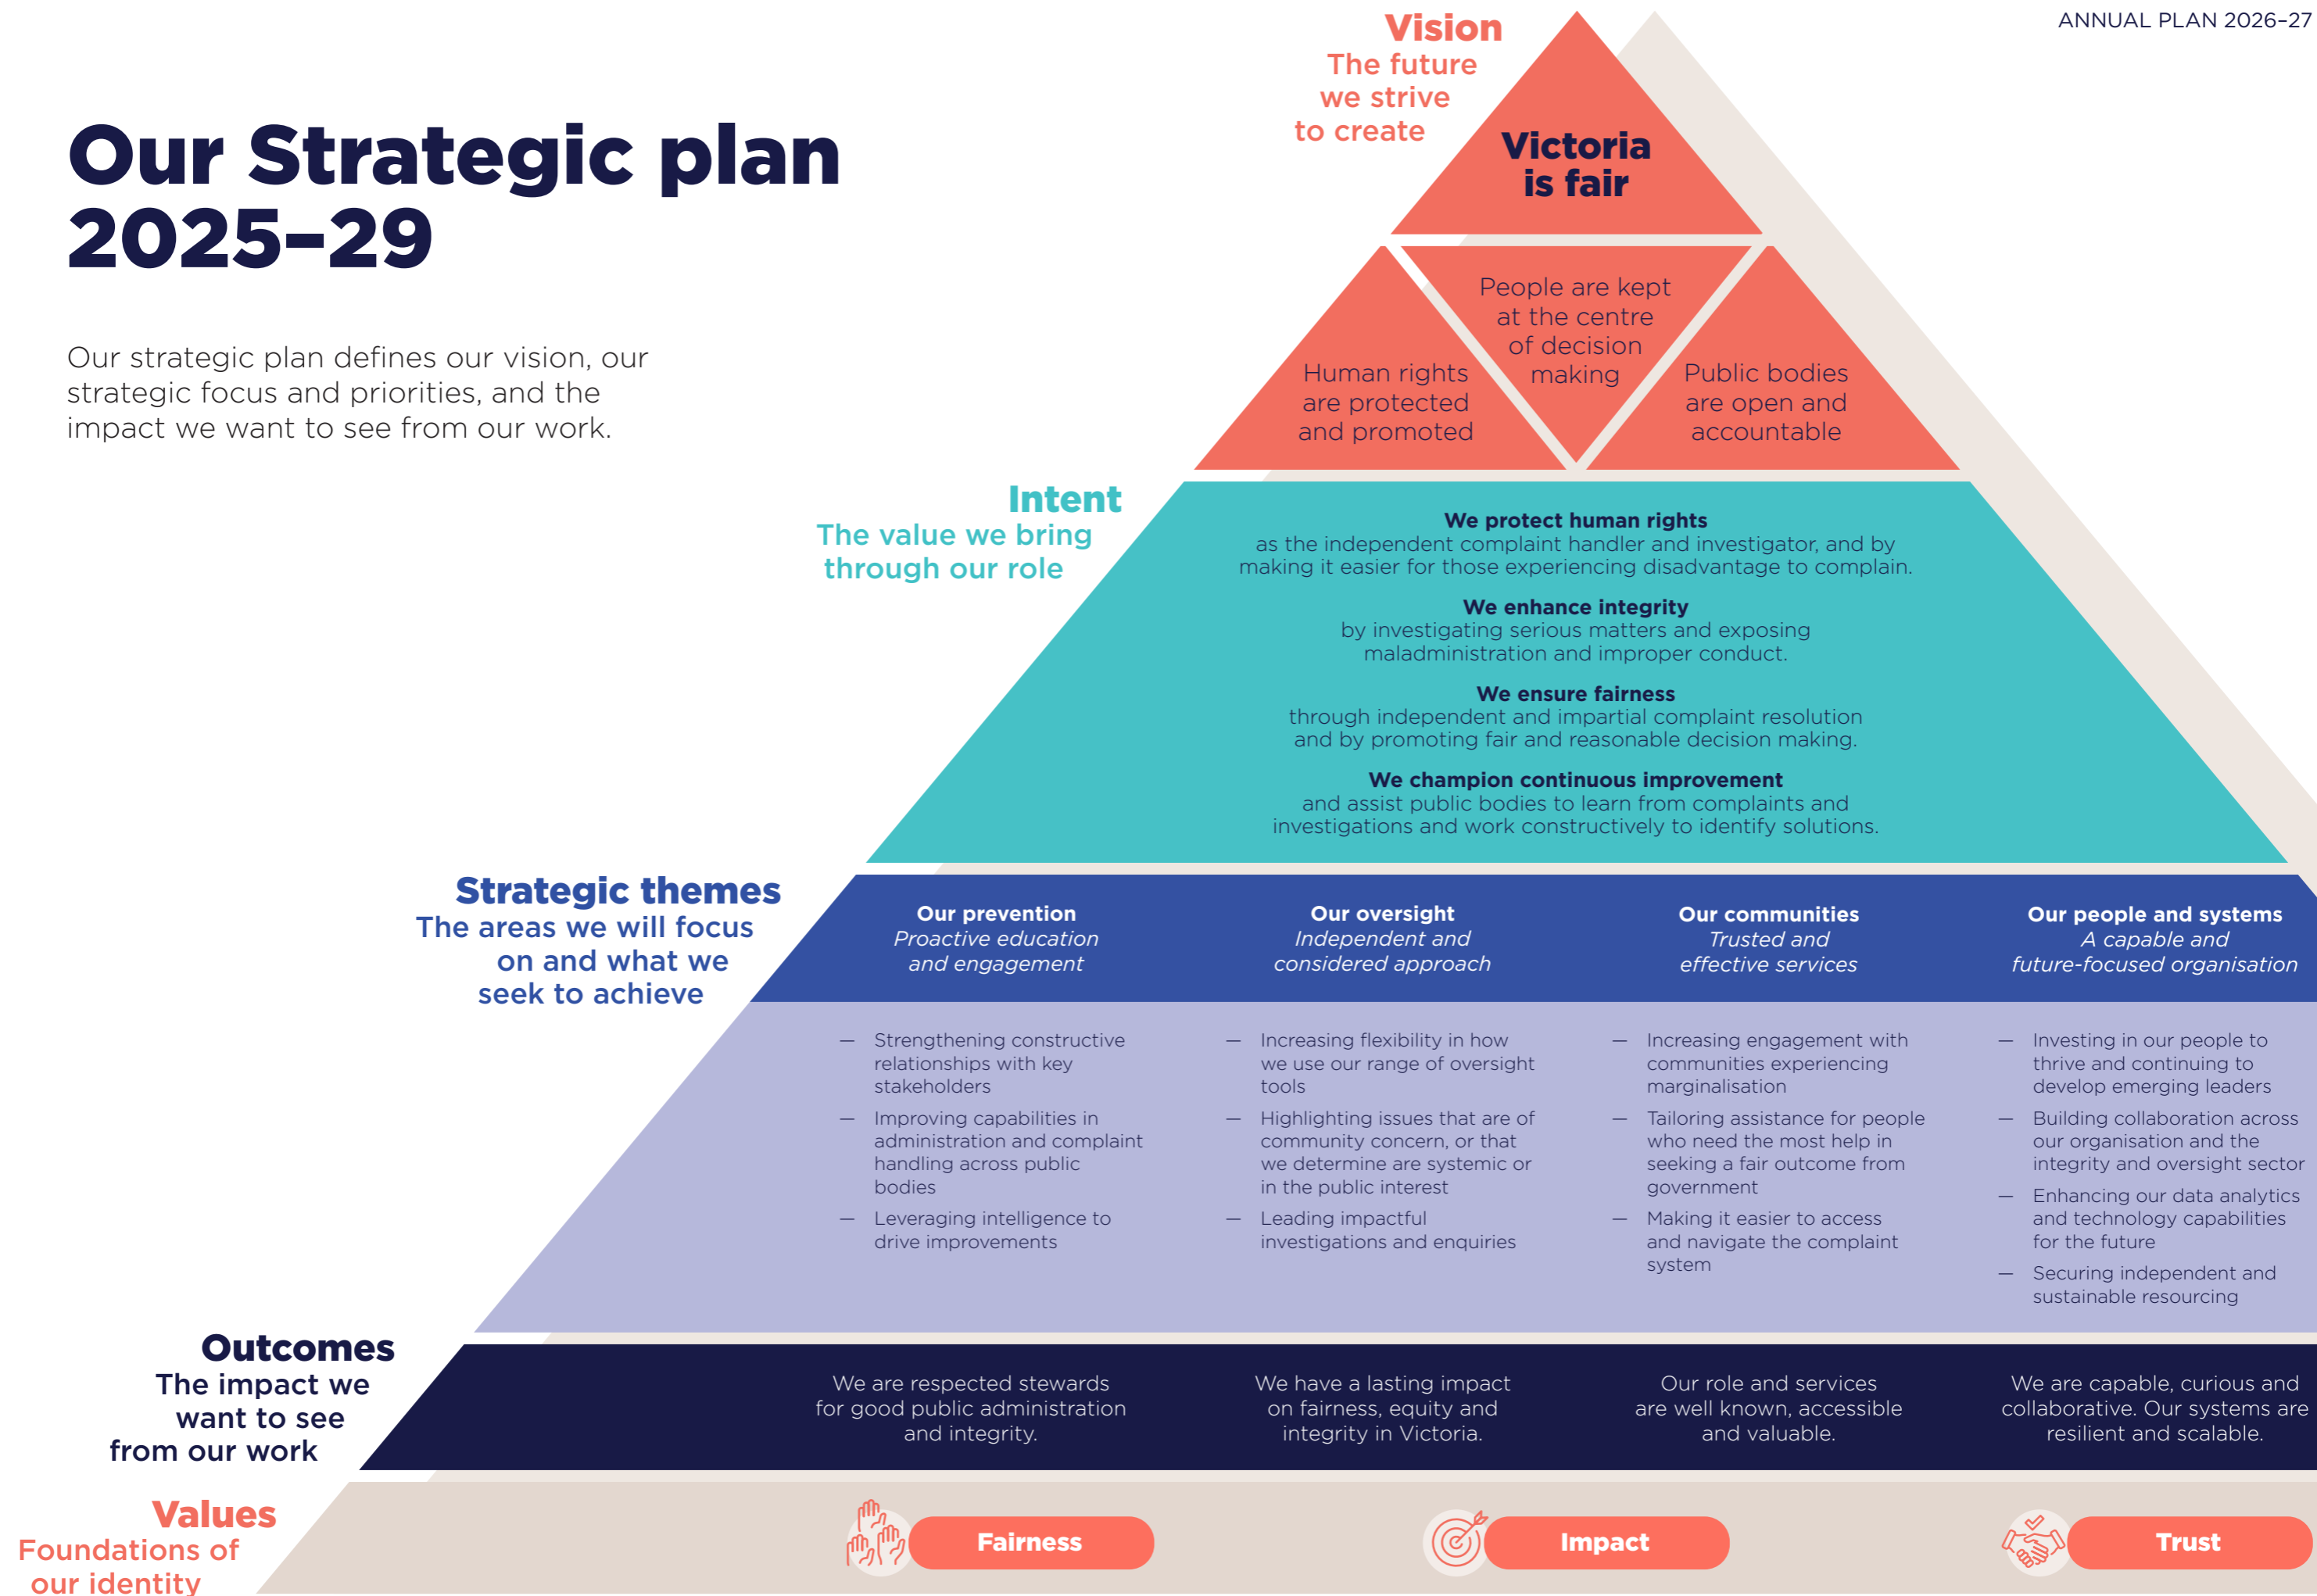 ANNUAL PLAN 2026–27
Our Strategic plan
2025–29
Our strategic plan defines our vision, our
strategic focus and priorities, and the
impact we want to see from our work.
Vision
The future
we strive
to create
Victoria
is fair
Human rights
are protected
and promoted
People are kept
at the centre
of decision
making
Public bodies
are open and
accountable
Intent
The value we bring
through our role
We protect human rights
as the independent complaint handler and investigator, and by
making it easier for those experiencing disadvantage to complain.
We enhance integrity
by investigating serious matters and exposing
maladministration and improper conduct.
We ensure fairness
through independent and impartial complaint resolution
and by promoting fair and reasonable decision making.
We champion continuous improvement
and assist public bodies to learn from complaints and
investigations and work constructively to identify solutions.
Strategic themes
The areas we will focus
on and what we
seek to achieve
Our prevention
Proactive education
and engagement
— Strengthening constructive
relationships with key
stakeholders
— Improving capabilities in
administration and complaint
handling across public
bodies
— Leveraging intelligence to
drive improvements
Our oversight
Independent and
considered approach
— Increasing flexibility in how
we use our range of oversight
tools
— Highlighting issues that are of
community concern, or that
we determine are systemic or
in the public interest
— Leading impactful
investigations and enquiries
Our communities
Trusted and
effective services
— Increasing engagement with
communities experiencing
marginalisation
— Tailoring assistance for people
who need the most help in
seeking a fair outcome from
government
— Making it easier to access
and navigate the complaint
system
Our people and systems
A capable and
future-focused organisation
— Investing in our people to
thrive and continuing to
develop emerging leaders
— Building collaboration across
our organisation and the
integrity and oversight sector
— Enhancing our data analytics
and technology capabilities
for the future
— Securing independent and
sustainable resourcing
Outcomes
The impact we
want to see
from our work
We are respected stewards
for good public administration
and integrity.
We have a lasting impact
on fairness, equity and
integrity in Victoria.
Our role and services
are well known, accessible
and valuable.
We are capable, curious and
collaborative. Our systems are
resilient and scalable.
Values
Foundations of
our identity
Fairness
Impact
Trust